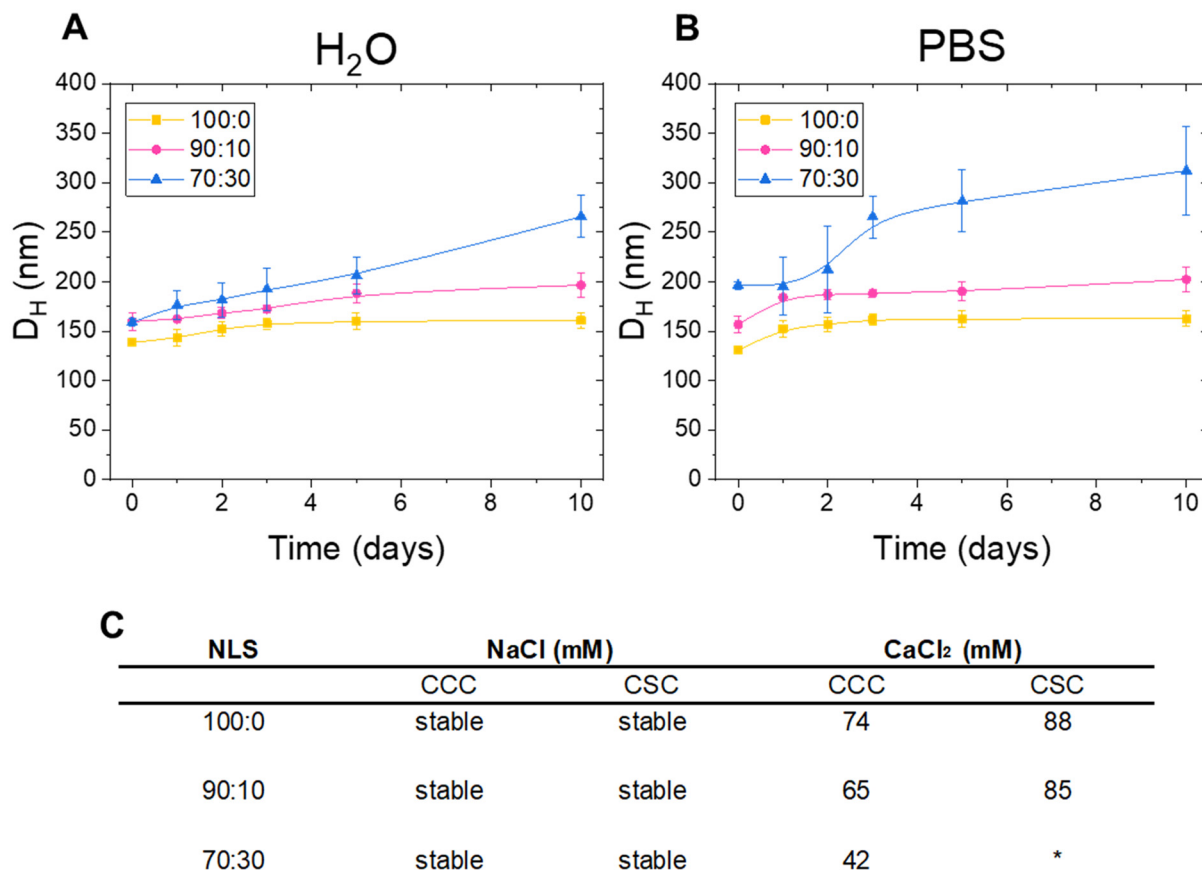 A
H₂O
400
350
300
250
200
150
100
50
0
D_H (nm)
100:0
90:10
70:30
0 2 4 6 8 10
Time (days)
B
PBS
400
350
300
250
200
150
100
50
0
D_H (nm)
100:0
90:10
70:30
0 2 4 6 8 10
Time (days)
C
NLS NaCl (mM) CaCl₂ (mM)
CCC CSC CCC CSC
100:0 stable stable 74 88
90:10 stable stable 65 85
70:30 stable stable 42 *